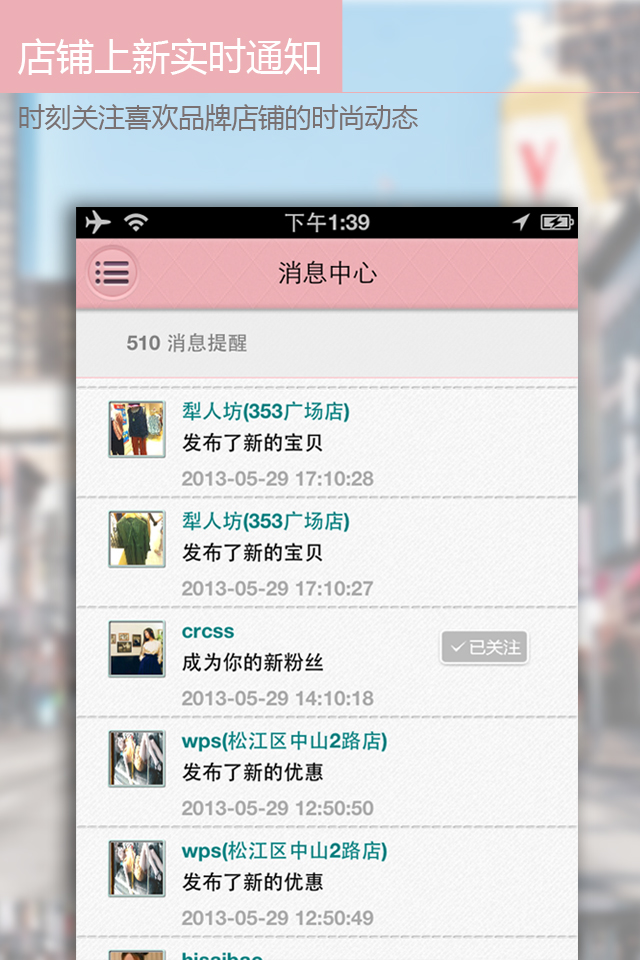 店铺上新实时通知
时刻关注喜欢品牌店铺的时尚动态
下午1:39
消息中心
510 消息提醒
犁人坊(353广场店)
发布了新的宝贝
2013-05-29 17:10:28
犁人坊(353广场店)
发布了新的宝贝
2013-05-29 17:10:27
crcss
成为你的新粉丝
已关注
2013-05-29 14:10:18
wps(松江区中山2路店)
发布了新的优惠
2013-05-29 12:50:50
wps(松江区中山2路店)
发布了新的优惠
2013-05-29 12:50:49